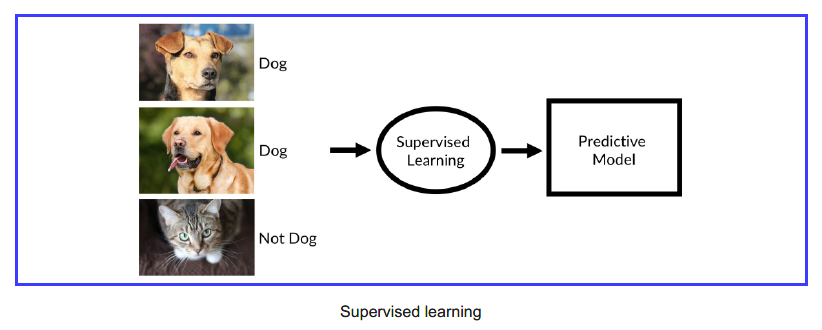 Dog
Dog
Not Dog
Supervised
Learning
Predictive
Model
Supervised learning